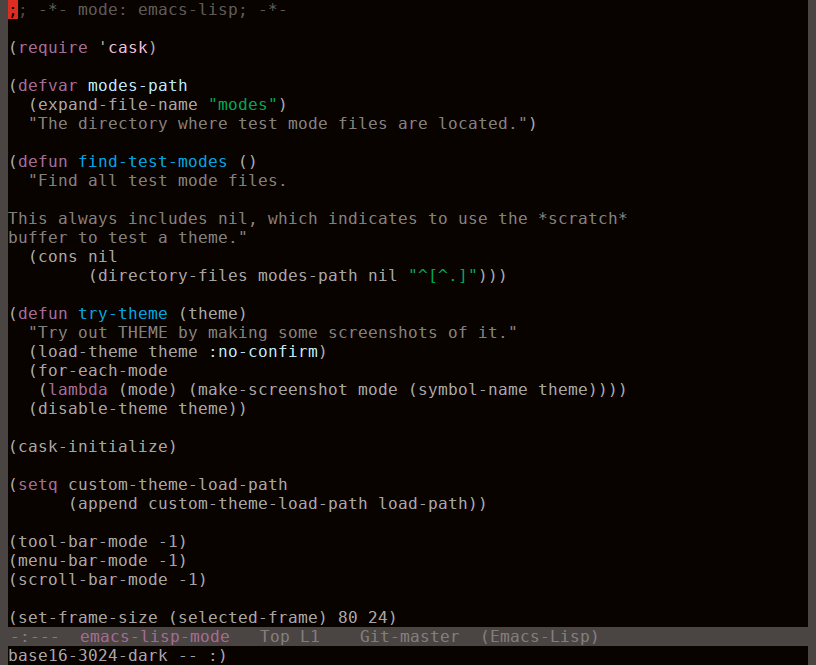 ;; -*- mode: emacs-lisp; -*-

(require 'cask)

(defvar modes-path
  (expand-file-name "modes")
  "The directory where test mode files are located.")

(defun find-test-modes ()
  "Find all test mode files.

This always includes nil, which indicates to use the *scratch*
buffer to test a theme."
  (cons nil
        (directory-files modes-path nil "^[^.]")))

(defun try-theme (theme)
  "Try out THEME by making some screenshots of it."
  (load-theme theme :no-confirm)
  (for-each-mode
   (lambda (mode) (make-screenshot mode (symbol-name theme))))
  (disable-theme theme))

(cask-initialize)

(setq custom-theme-load-path
      (append custom-theme-load-path load-path))

(tool-bar-mode -1)
(menu-bar-mode -1)
(scroll-bar-mode -1)

(set-frame-size (selected-frame) 80 24)
-:---  emacs-lisp-mode   Top L1    Git-master  (Emacs-Lisp)
base16-3024-dark -- :)